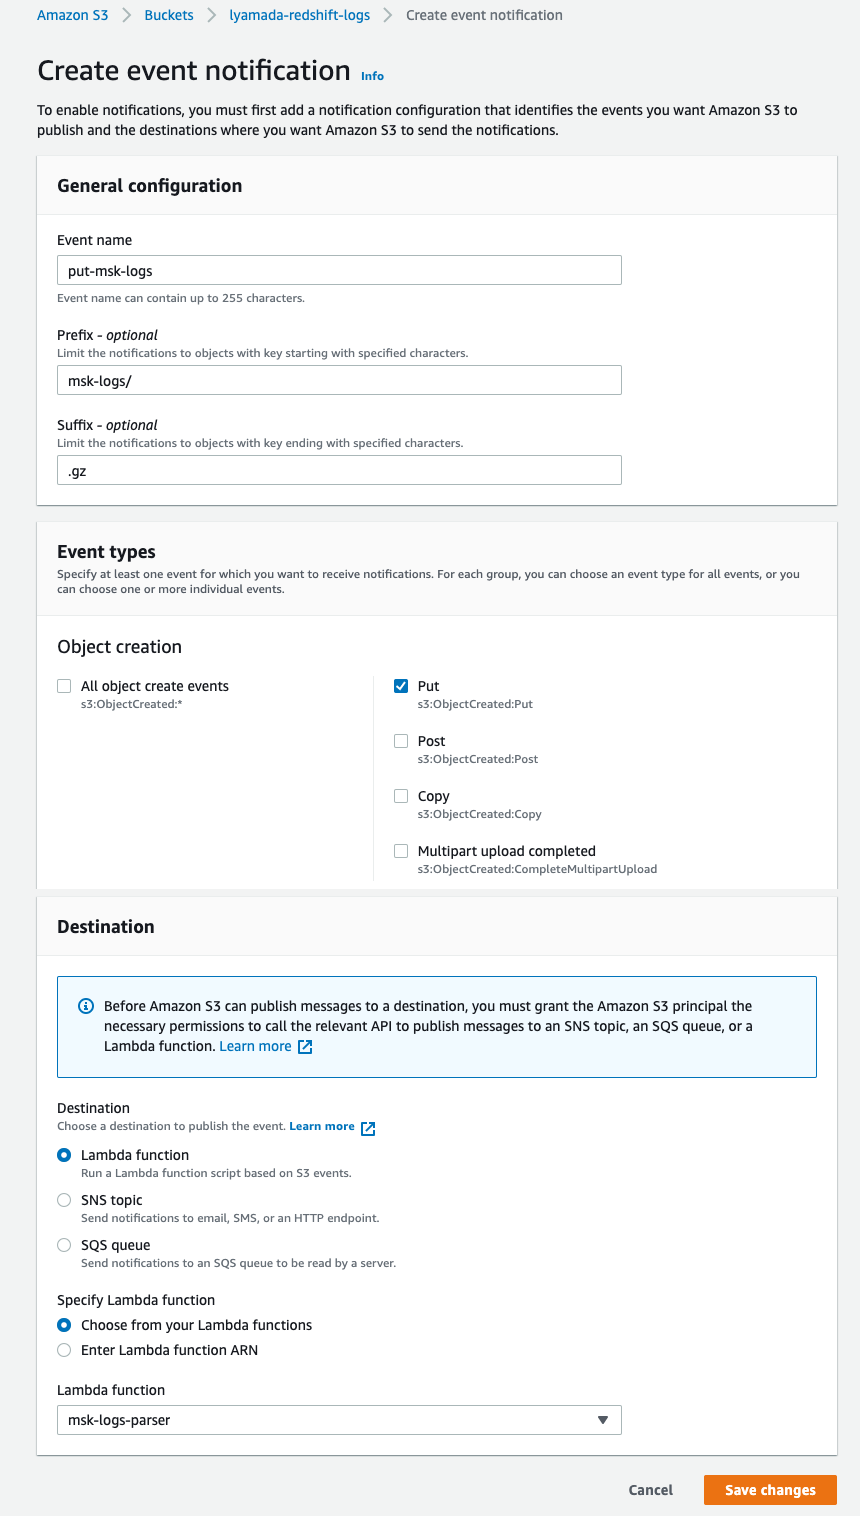 Amazon S3 > Buckets > lyamada-redshift-logs > Create event notification
Create event notification Info
To enable notifications, you must first add a notification configuration that identifies the events you want Amazon S3 to
publish and the destinations where you want Amazon S3 to send the notifications.
General configuration
Event name
put-msk-logs
Event name can contain up to 255 characters.
Prefix - optional
Limit the notifications to objects with key starting with specified characters.
msk-logs/
Suffix - optional
Limit the notifications to objects with key ending with specified characters.
.gz
Event types
Specify at least one event for which you want to receive notifications. For each group, you can choose an event type for all events, or you
can choose one or more individual events.
Object creation
All object create events
s3:ObjectCreated:*
Put
s3:ObjectCreated:Put
Post
s3:ObjectCreated:Post
Copy
s3:ObjectCreated:Copy
Multipart upload completed
s3:ObjectCreated:CompleteMultipartUpload
Destination
Before Amazon S3 can publish messages to a destination, you must grant the Amazon S3 principal the
necessary permissions to call the relevant API to publish messages to an SNS topic, an SQS queue, or a
Lambda function. Learn more
Destination
Choose a destination to publish the event. Learn more
Lambda function
Run a Lambda function script based on S3 events.
SNS topic
Send notifications to email, SMS, or an HTTP endpoint.
SQS queue
Send notifications to an SQS queue to be read by a server.
Specify Lambda function
Choose from your Lambda functions
Enter Lambda function ARN
Lambda function
msk-logs-parser
Cancel Save changes